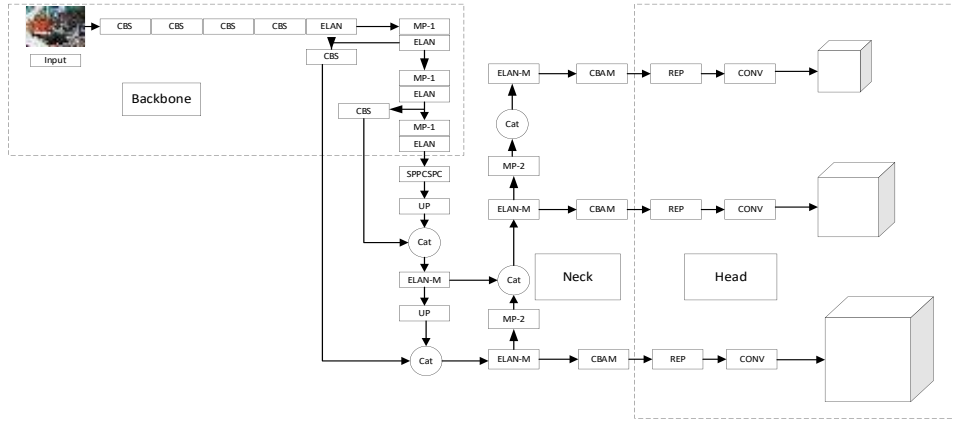 CBS CBS CBS CBS ELAN MP-1
ELAN
Input
CBS
MP-1
ELAN
Backbone
CBS
MP-1
ELAN
SPPCSPC
UP
Cat
ELAN-M
UP
Cat
ELAN-M CBAM REP CONV
Cat
MP-2
ELAN-M CBAM REP CONV
Cat
Neck
Head
MP-2
ELAN-M CBAM REP CONV